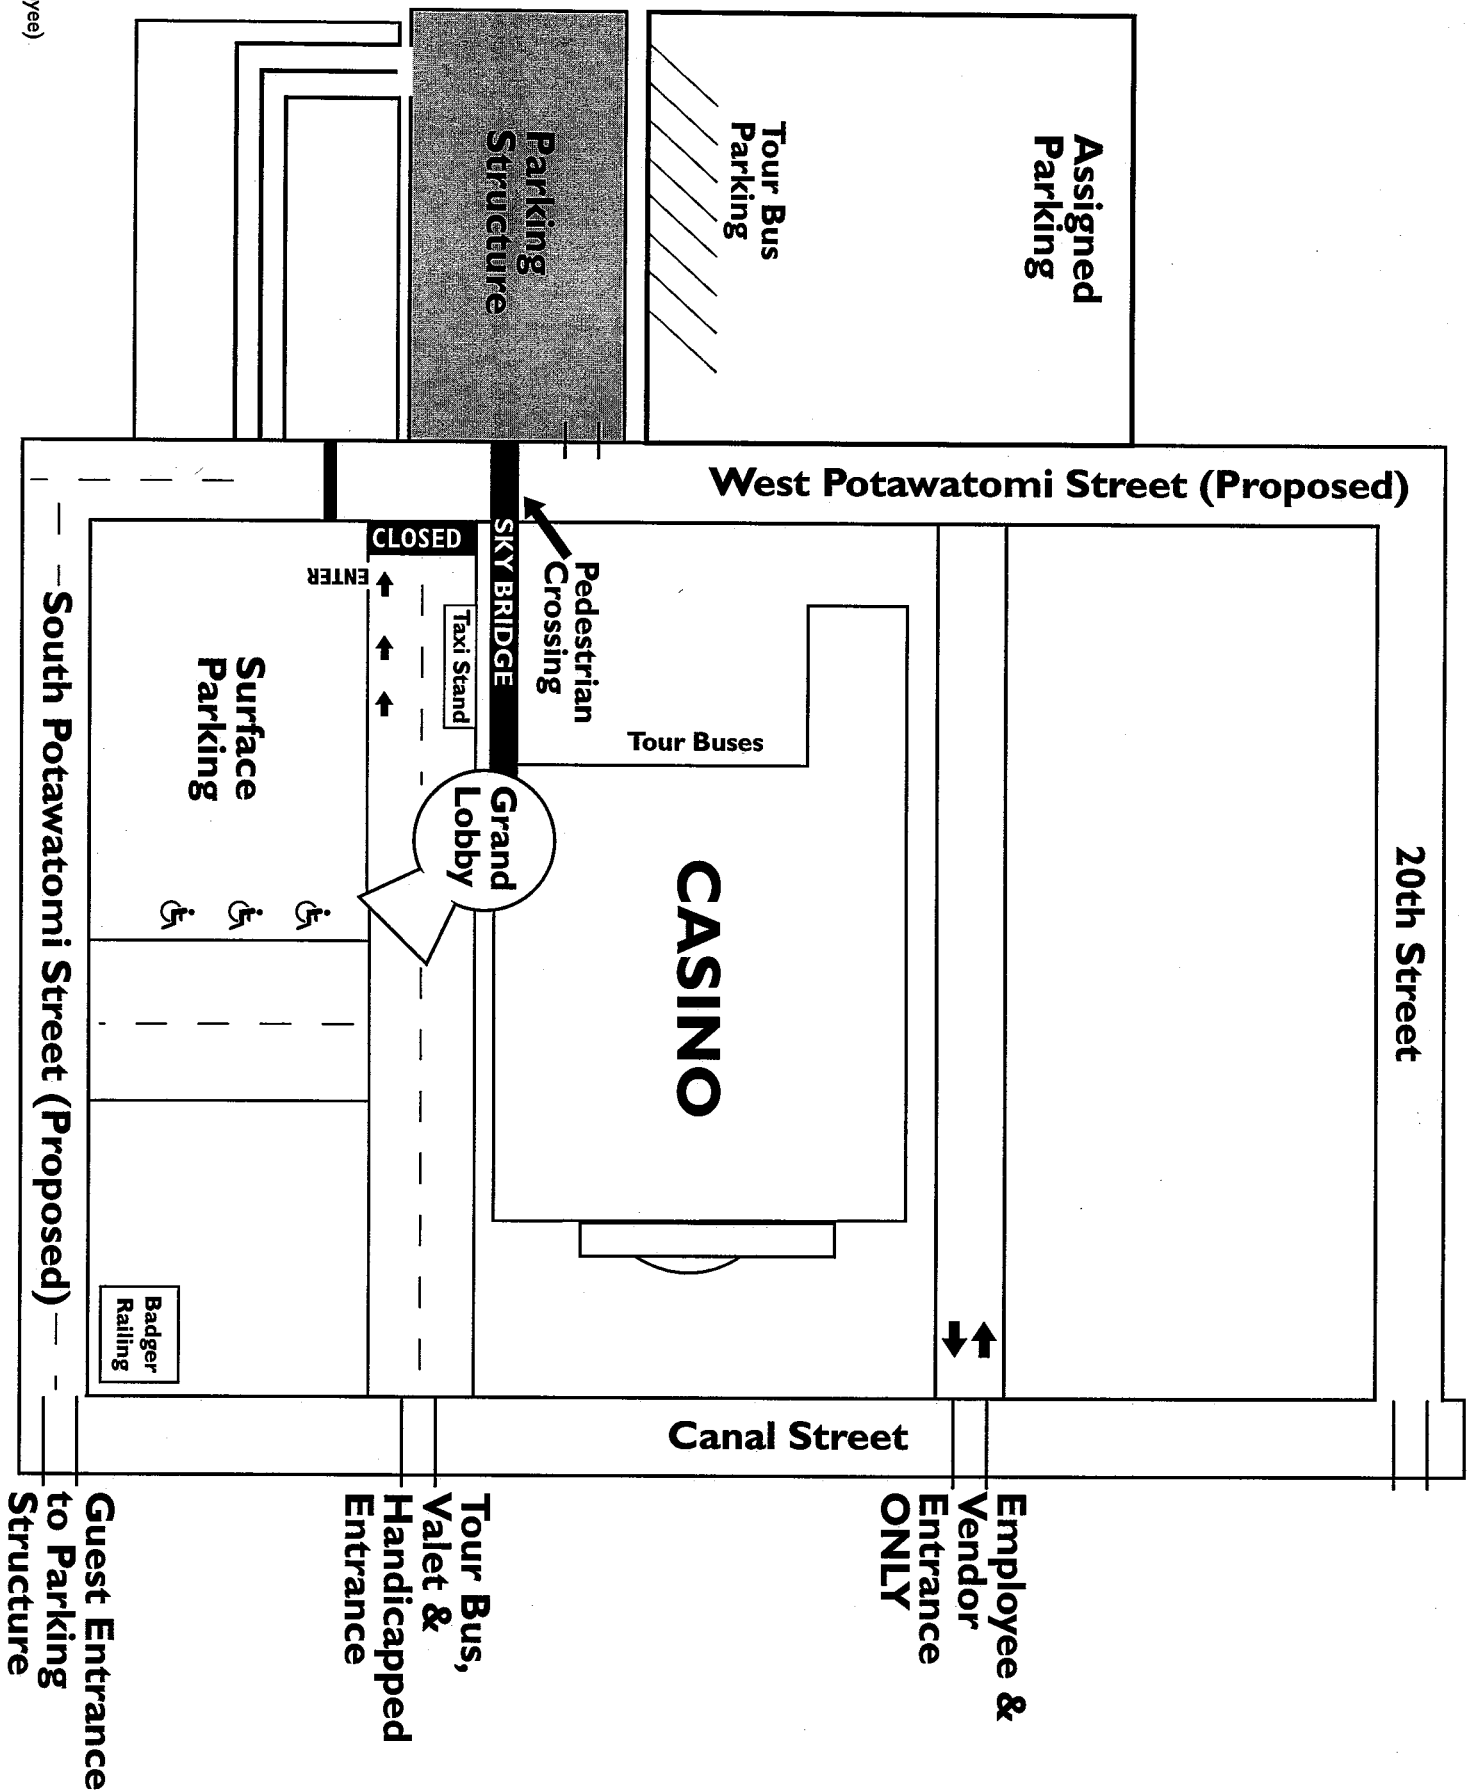 yee)
Assigned
Parking
Tour Bus
Parking
Parking
Structure
West Potawatomi Street (Proposed)
CLOSED
ENTER
SKY BRIDGE
Pedestrian
Crossing
Taxi Stand
Tour Buses
Surface
Parking
Grand
Lobby
CASINO
20th Street
South Potawatomi Street (Proposed)
Badger
Railing
Canal Street
Employee &
Vendor
Entrance
ONLY
Tour Bus,
Valet &
Handicapped
Entrance
Guest Entrance
to Parking
Structure